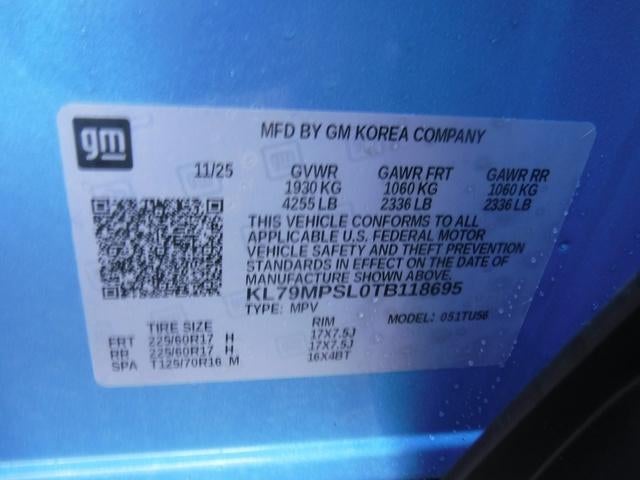 gm
MFD BY GM KOREA COMPANY
11/25 GVWR GAWR FRT GAWR RR
1930 KG 1060 KG 1060 KG
4255 LB 2336 LB 2336 LB
THIS VEHICLE CONFORMS TO ALL
APPLICABLE U.S. FEDERAL MOTOR
VEHICLE SAFETY AND THEFT PREVENTION
STANDARDS IN EFFECT ON THE DATE OF
MANUFACTURE SHOWN ABOVE.
KL79MPSL0TB118695
TYPE: MPV MODEL: 051TU56
TIRE SIZE RIM
FRT 225/60R17 H 17X7.5J
RR 225/60R17 H 17X7.5J
SPA T125/70R16 M 16X4BT